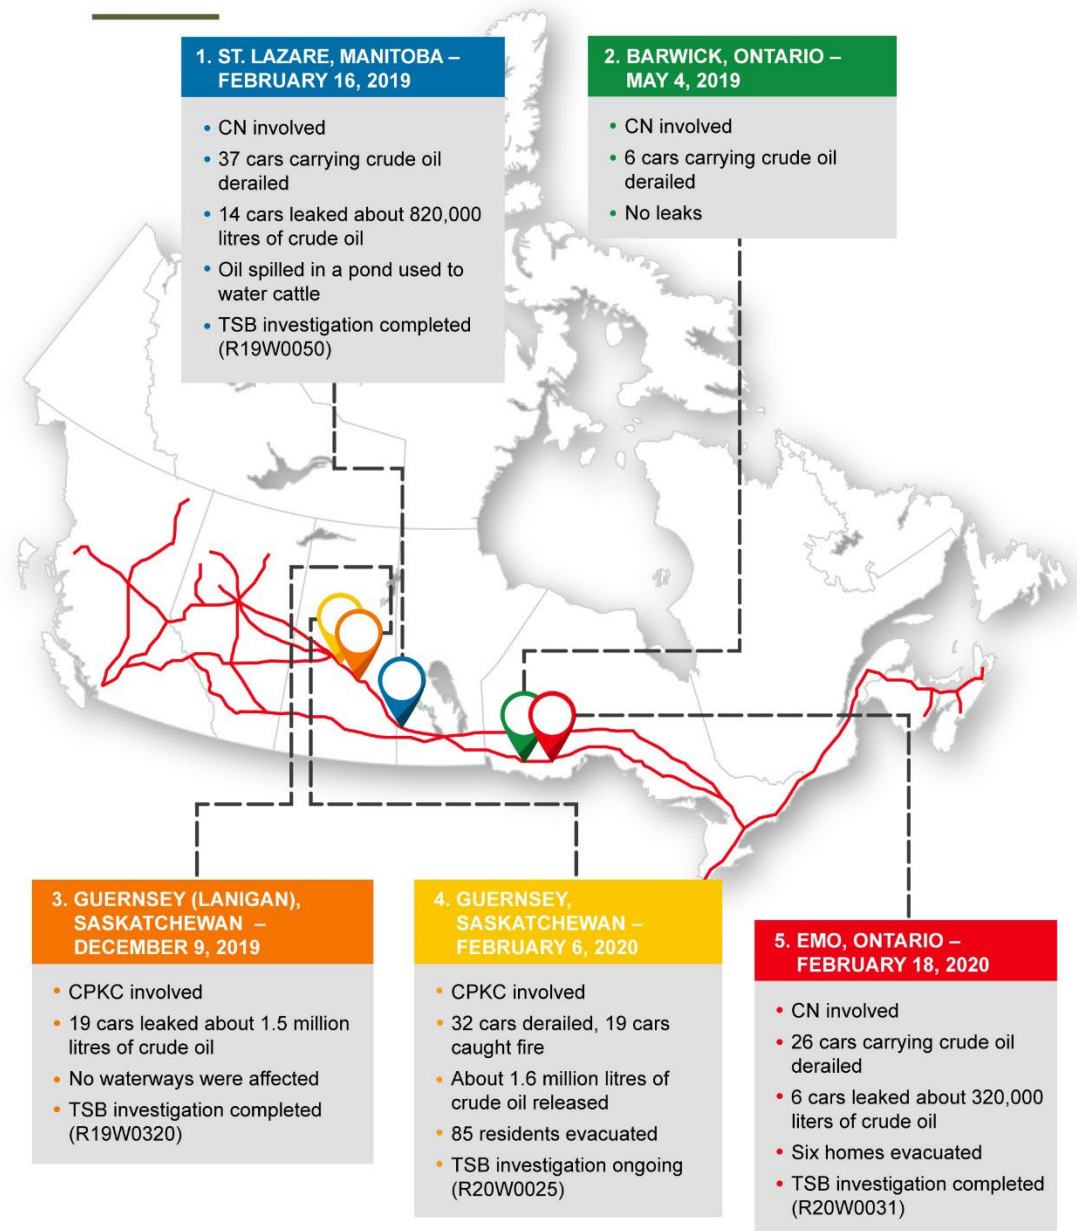 1. ST. LAZARE, MANITOBA –
FEBRUARY 16, 2019
• CN involved
• 37 cars carrying crude oil
derailed
• 14 cars leaked about 820,000
litres of crude oil
• Oil spilled in a pond used to
water cattle
• TSB investigation completed
(R19W0050)
2. BARWICK, ONTARIO –
MAY 4, 2019
• CN involved
• 6 cars carrying crude oil
derailed
• No leaks
3. GUERNSEY (LANIGAN),
SASKATCHEWAN –
DECEMBER 9, 2019
• CPKC involved
• 19 cars leaked about 1.5 million
litres of crude oil
• No waterways were affected
• TSB investigation completed
(R19W0320)
4. GUERNSEY,
SASKATCHEWAN –
FEBRUARY 6, 2020
• CPKC involved
• 32 cars derailed, 19 cars
caught fire
• About 1.6 million litres of
crude oil released
• 85 residents evacuated
• TSB investigation ongoing
(R20W0025)
5. EMO, ONTARIO –
FEBRUARY 18, 2020
• CN involved
• 26 cars carrying crude oil
derailed
• 6 cars leaked about 320,000
liters of crude oil
• Six homes evacuated
• TSB investigation completed
(R20W0031)